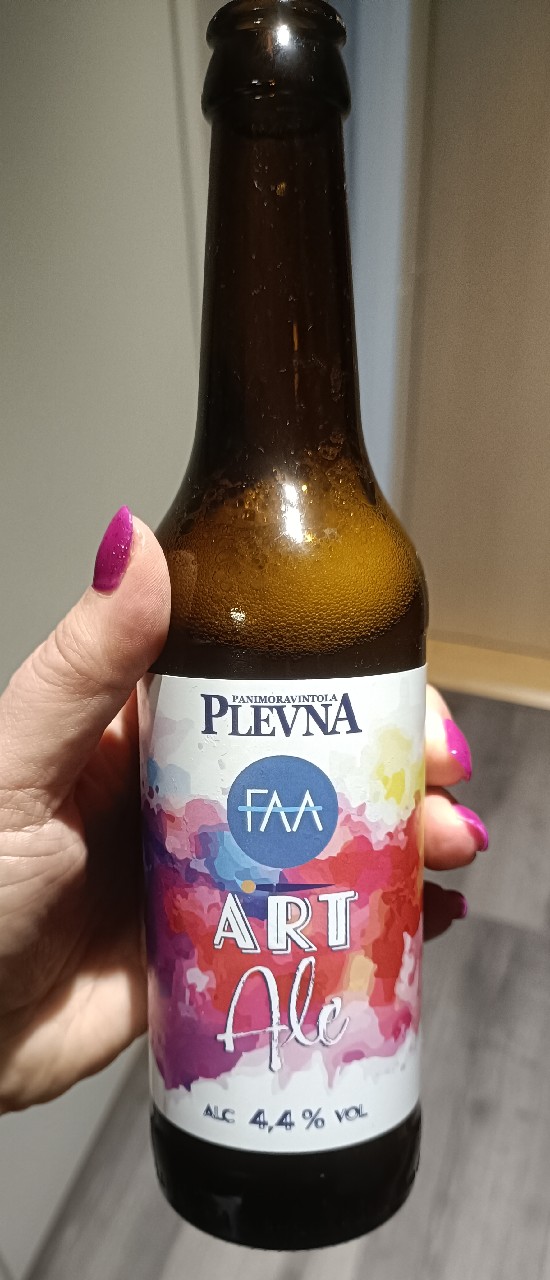 PANIMORAVINTOLA
PLEVNA
FAA
ART
Ale
ALC 4,4 % VOL